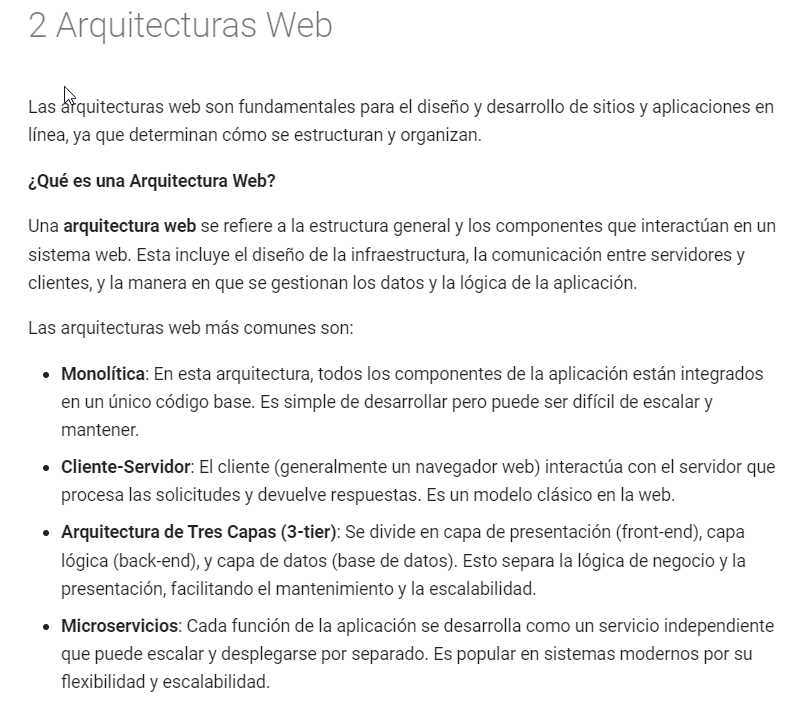 2 Arquitecturas Web
Las arquitecturas web son fundamentales para el diseño y desarrollo de sitios y aplicaciones en
línea, ya que determinan cómo se estructuran y organizan.
¿Qué es una Arquitectura Web?
Una arquitectura web se refiere a la estructura general y los componentes que interactúan en un
sistema web. Esta incluye el diseño de la infraestructura, la comunicación entre servidores y
clientes, y la manera en que se gestionan los datos y la lógica de la aplicación.
Las arquitecturas web más comunes son:
• Monolítica: En esta arquitectura, todos los componentes de la aplicación están integrados
en un único código base. Es simple de desarrollar pero puede ser difícil de escalar y
mantener.
• Cliente-Servidor: El cliente (generalmente un navegador web) interactúa con el servidor que
procesa las solicitudes y devuelve respuestas. Es un modelo clásico en la web.
• Arquitectura de Tres Capas (3-tier): Se divide en capa de presentación (front-end), capa
lógica (back-end), y capa de datos (base de datos). Esto separa la lógica de negocio y la
presentación, facilitando el mantenimiento y la escalabilidad.
• Microservicios: Cada función de la aplicación se desarrolla como un servicio independiente
que puede escalar y desplegarse por separado. Es popular en sistemas modernos por su
flexibilidad y escalabilidad.